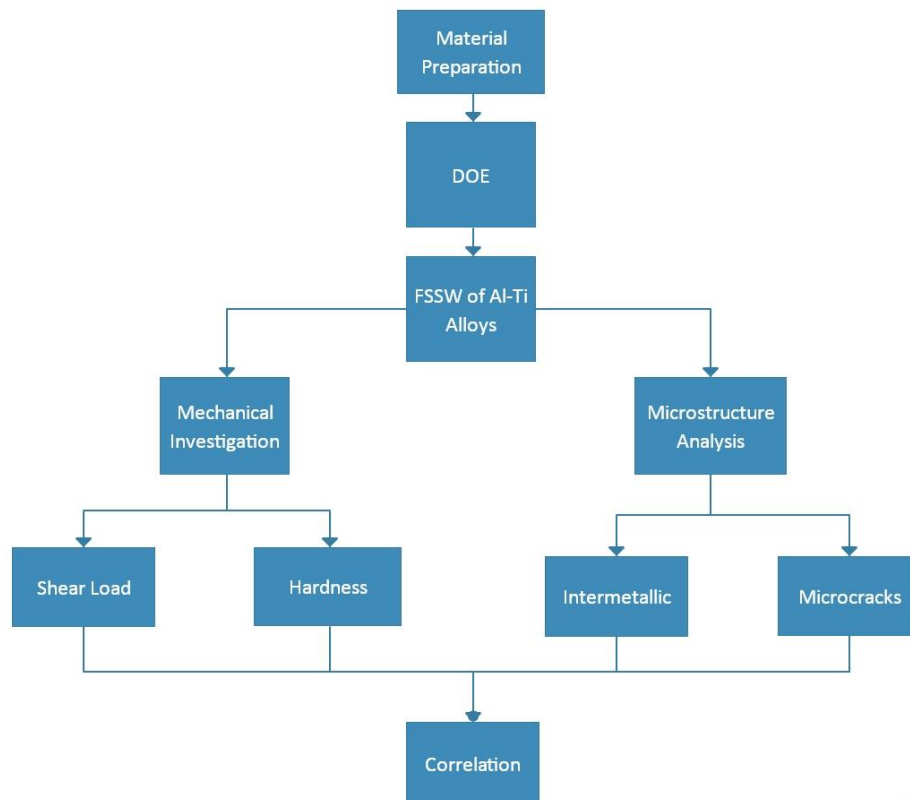 Material
Preparation
DOE
FSSW of Al-Ti
Alloys
Mechanical
Investigation
Microstructure
Analysis
Shear Load
Hardness
Intermetallic
Microcracks
Correlation